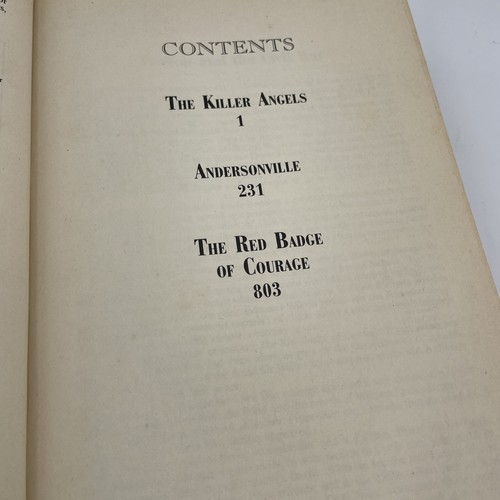 CONTENTS
THE KILLER ANGELS
1
ANDERSONVILLE
231
THE RED BADGE
OF COURAGE
803